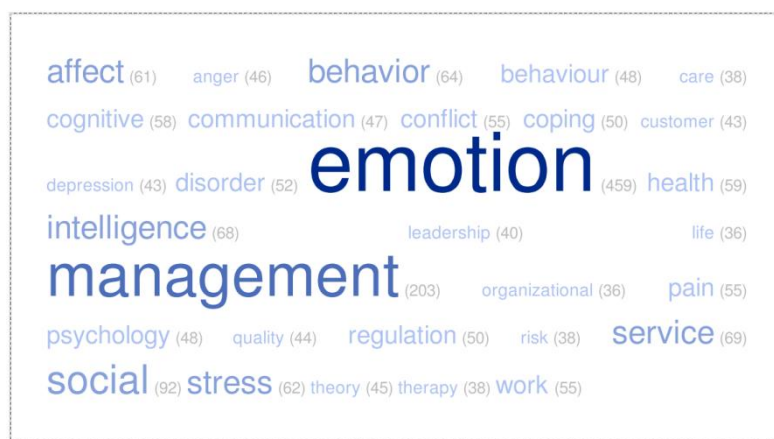 affect (61) anger (46) behavior (64) behaviour (48) care (38)
cognitive (58) communication (47) conflict (55) coping (50) customer (43)
depression (43) disorder (52) emotion (459) health (59)
intelligence (68) leadership (40) life (36)
management (203) organizational (36) pain (55)
psychology (48) quality (44) regulation (50) risk (38) service (69)
social (92) stress (62) theory (45) therapy (38) work (55)